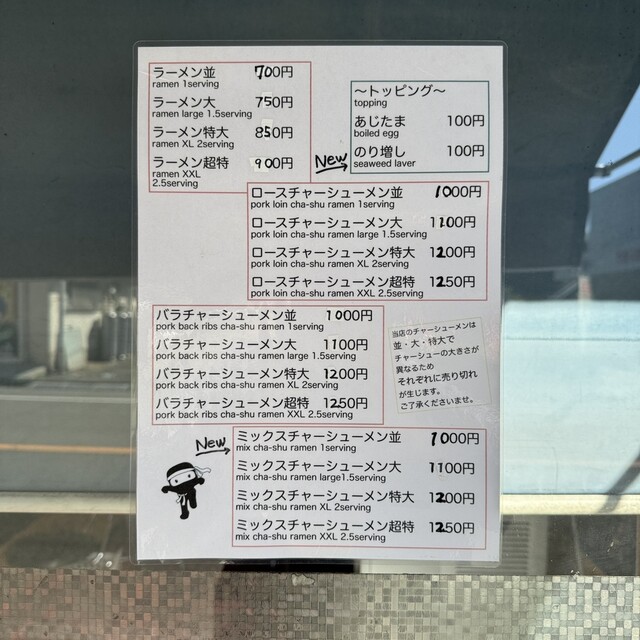 ラーメン並 700円
ramen 1serving
ラーメン大 750円
ramen large 1.5serving
ラーメン特大 850円
ramen XL 2serving
ラーメン超特 900円
ramen XXL
2.5serving
〜トッピング〜
topping
あじたま 100円
boiled egg
New のり増し 100円
seaweed laver
ロースチャーシューメン並 1000円
pork loin cha-shu ramen 1serving
ロースチャーシューメン大 1100円
pork loin cha-shu ramen large 1.5serving
ロースチャーシューメン特大 1200円
pork loin cha-shu ramen XL 2serving
ロースチャーシューメン超特 1250円
pork loin cha-shu ramen XXL 2.5serving
バラチャーシューメン並 1000円
pork back ribs cha-shu ramen 1serving
バラチャーシューメン大 1100円
pork back ribs cha-shu ramen large 1.5serving
バラチャーシューメン特大 1200円
pork back ribs cha-shu ramen XL 2serving
バラチャーシューメン超特 1250円
pork back ribs cha-shu ramen XXL 2.5serving
当店のチャーシューメンは
並・大・特大で
チャーシューの大きさが
異なるため
それぞれに売り切れ
が生じます。
ご了承くださいませ。
New
ミックスチャーシューメン並 1000円
mix cha-shu ramen 1serving
ミックスチャーシューメン大 1100円
mix cha-shu ramen large1.5serving
ミックスチャーシューメン特大 1200円
mix cha-shu ramen XL 2serving
ミックスチャーシューメン超特 1250円
mix cha-shu ramen XXL 2.5serving